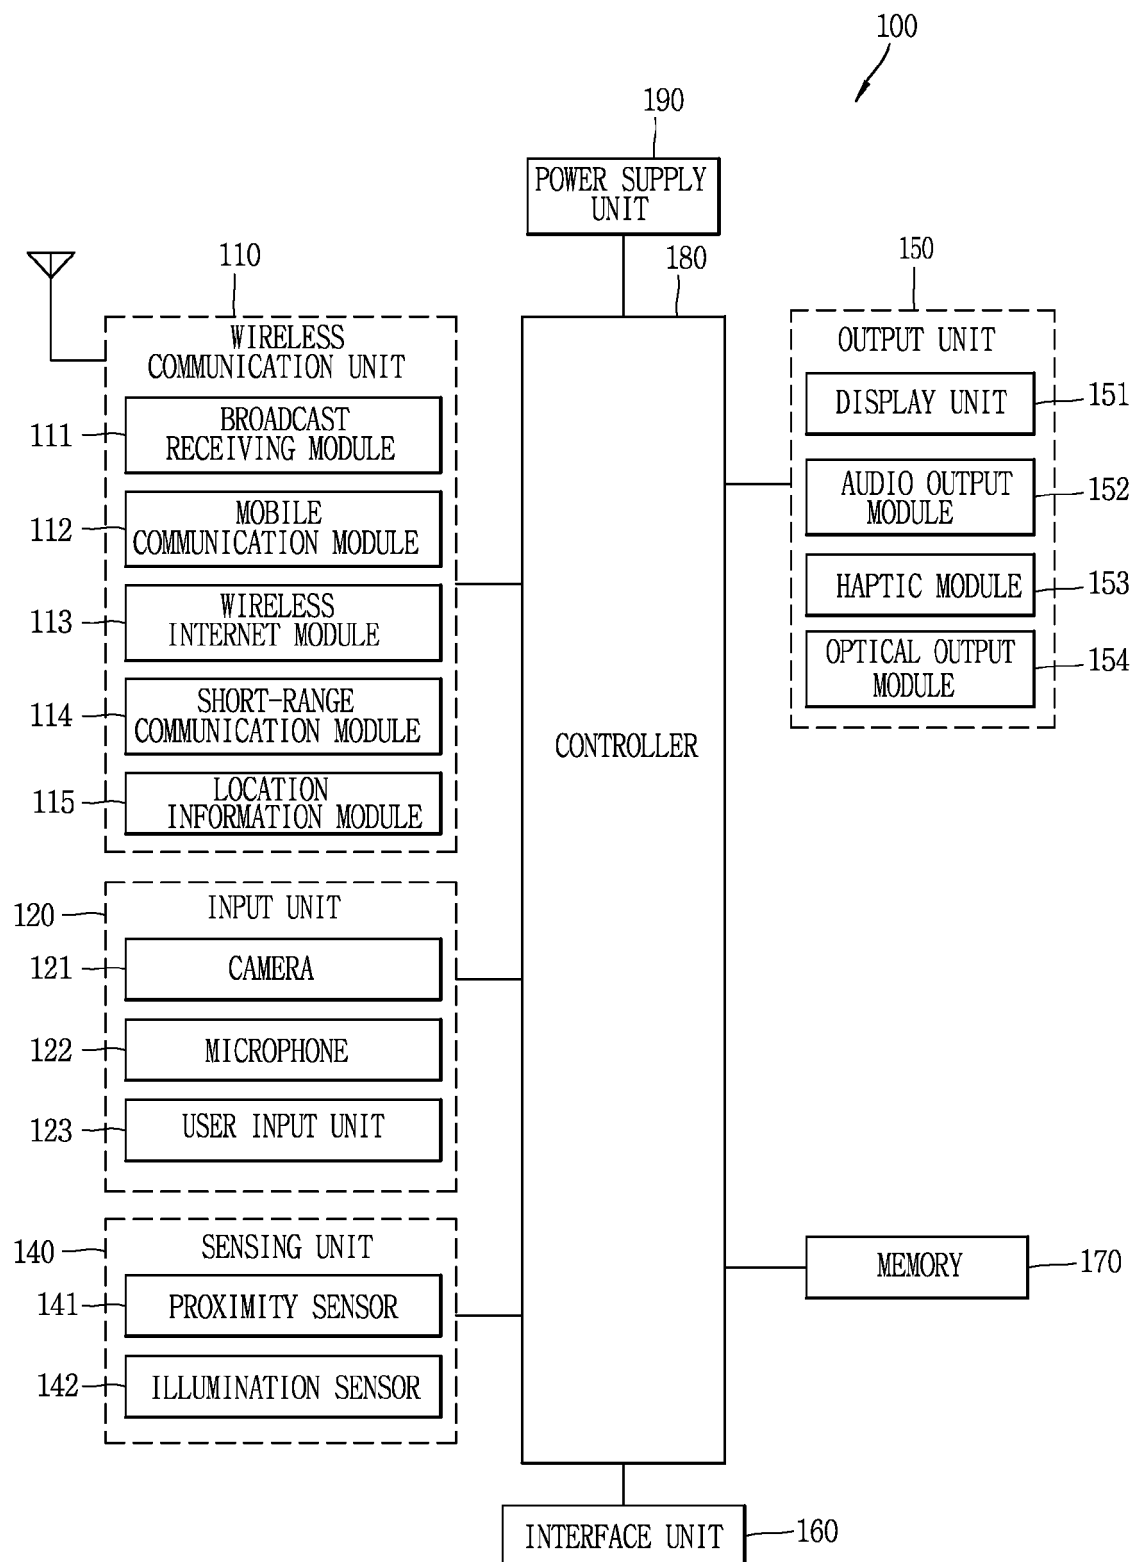 100
190
POWER SUPPLY
UNIT
110
180
150
WIRELESS
COMMUNICATION UNIT
111
BROADCAST
RECEIVING MODULE
112
MOBILE
COMMUNICATION MODULE
113
WIRELESS
INTERNET MODULE
114
SHORT-RANGE
COMMUNICATION MODULE
115
LOCATION
INFORMATION MODULE
120
INPUT UNIT
121
CAMERA
122
MICROPHONE
123
USER INPUT UNIT
140
SENSING UNIT
141
PROXIMITY SENSOR
142
ILLUMINATION SENSOR
CONTROLLER
OUTPUT UNIT
DISPLAY UNIT
151
AUDIO OUTPUT
MODULE
152
HAPTIC MODULE
153
OPTICAL OUTPUT
MODULE
154
MEMORY
170
INTERFACE UNIT
160